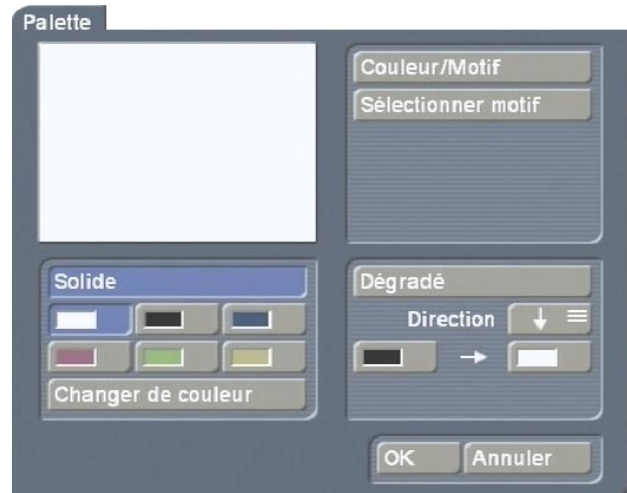 Palette
Couleur/Motif
Sélectionner motif
Solide
Changer de couleur
Dégradé
Direction
OK
Annuler